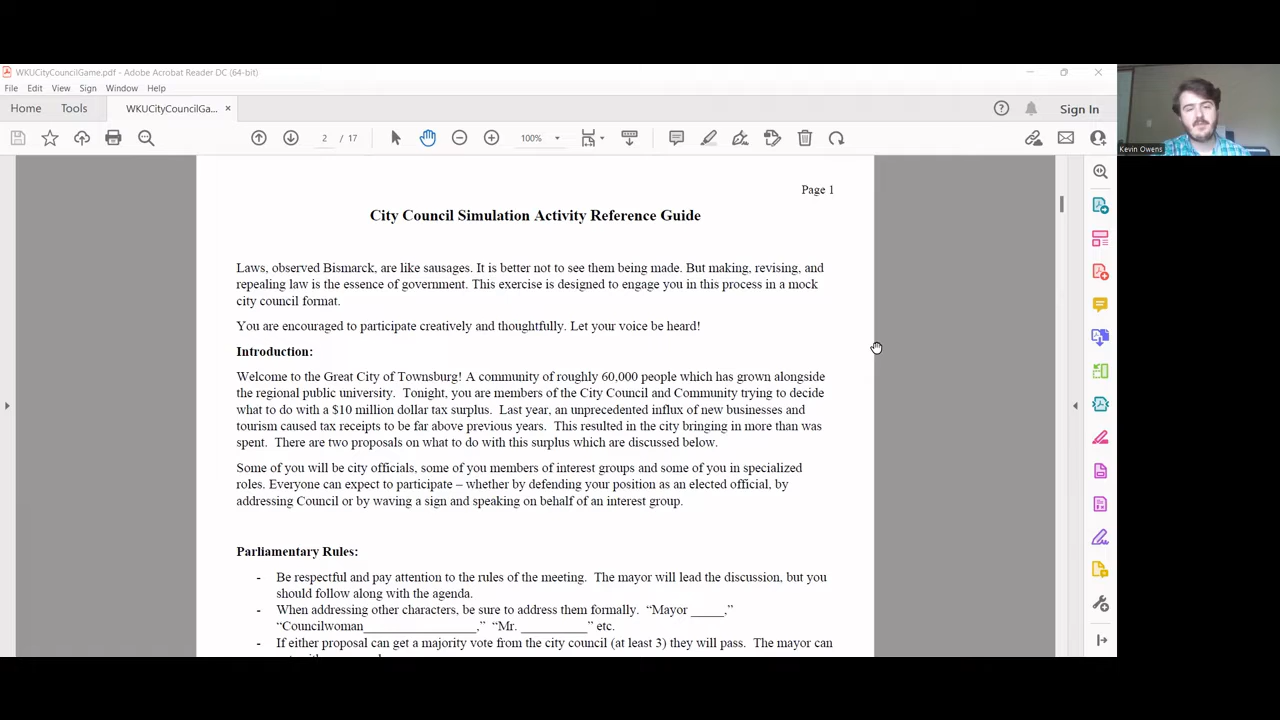 WKUCityCouncilGame.pdf - Adobe Acrobat Reader DC (64-bit)
File Edit View Sign Window Help
Home Tools WKUCityCouncilGa... × Sign In
2 / 17 100%
Kevin Owens
Page 1
City Council Simulation Activity Reference Guide
Laws, observed Bismarck, are like sausages. It is better not to see them being made. But making, revising, and
repealing law is the essence of government. This exercise is designed to engage you in this process in a mock
city council format.
You are encouraged to participate creatively and thoughtfully. Let your voice be heard!
Introduction:
Welcome to the Great City of Townsburg! A community of roughly 60,000 people which has grown alongside
the regional public university. Tonight, you are members of the City Council and Community trying to decide
what to do with a $10 million dollar tax surplus. Last year, an unprecedented influx of new businesses and
tourism caused tax receipts to be far above previous years. This resulted in the city bringing in more than was
spent. There are two proposals on what to do with this surplus which are discussed below.
Some of you will be city officials, some of you members of interest groups and some of you in specialized
roles. Everyone can expect to participate – whether by defending your position as an elected official, by
addressing Council or by waving a sign and speaking on behalf of an interest group.
Parliamentary Rules:
- Be respectful and pay attention to the rules of the meeting. The mayor will lead the discussion, but you
should follow along with the agenda.
- When addressing other characters, be sure to address them formally. “Mayor _____,”
“Councilwoman_________________,” “Mr. __________” etc.
- If either proposal can get a majority vote from the city council (at least 3) they will pass. The mayor can